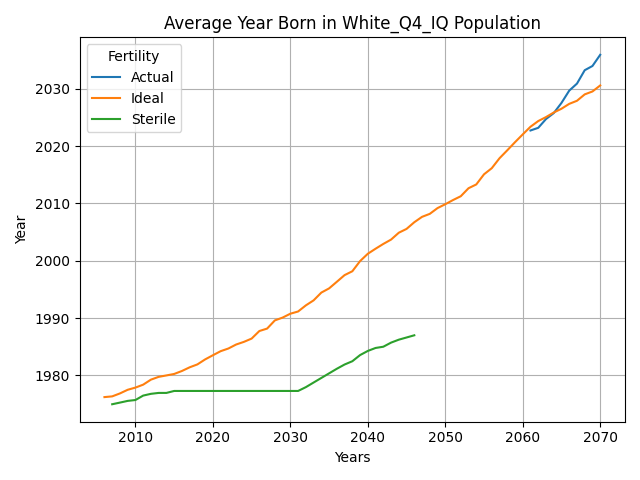 Average Year Born in White_Q4_IQ Population
Fertility
Actual
Ideal
Sterile
Year
2030
2020
2010
2000
1990
1980
2010 2020 2030 2040 2050 2060 2070
Years